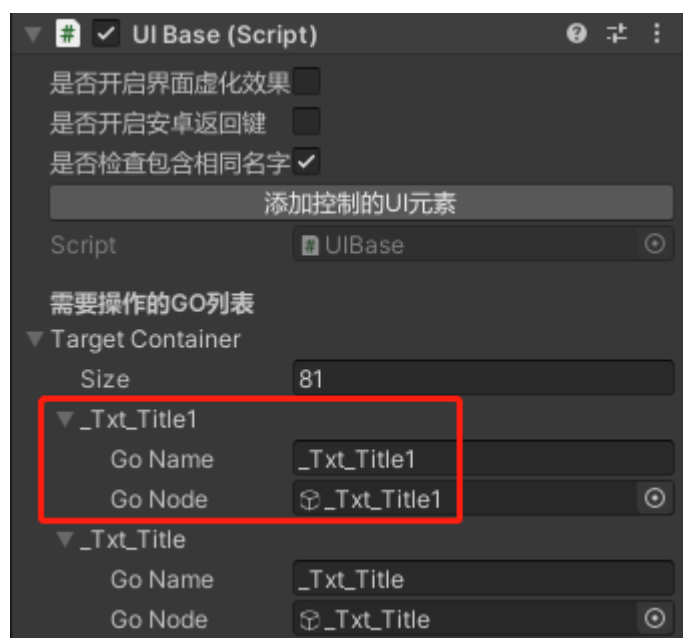 UI Base (Script)
是否开启界面虚化效果
是否开启安卓返回键
是否检查包含相同名字
添加控制的UI元素
Script # UIBase
需要操作的GO列表
Target Container
Size 81
_Txt_Title1
Go Name _Txt_Title1
Go Node _Txt_Title1
_Txt_Title
Go Name _Txt_Title
Go Node _Txt_Title